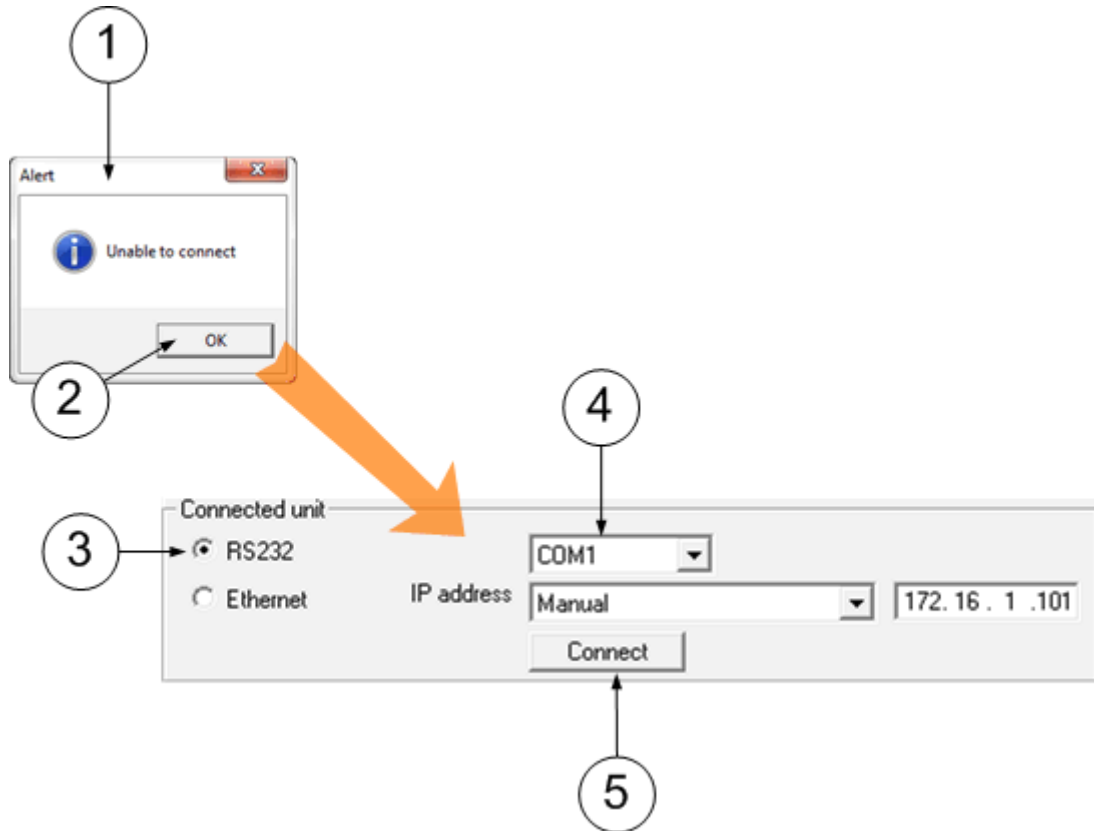 1
Alert
Unable to connect
OK
2
4
Connected unit
3
RS232
COM1
Ethernet
IP address
Manual
172. 16 . 1 .101
Connect
5